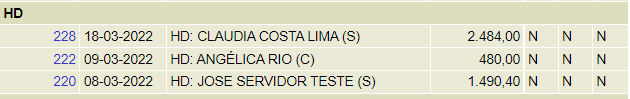 HD
228 18-03-2022 HD: CLAUDIA COSTA LIMA (S) 2.484,00 N N N
222 09-03-2022 HD: ANGÉLICA RIO (C) 480,00 N N N
220 08-03-2022 HD: JOSE SERVIDOR TESTE (S) 1.490,40 N N N